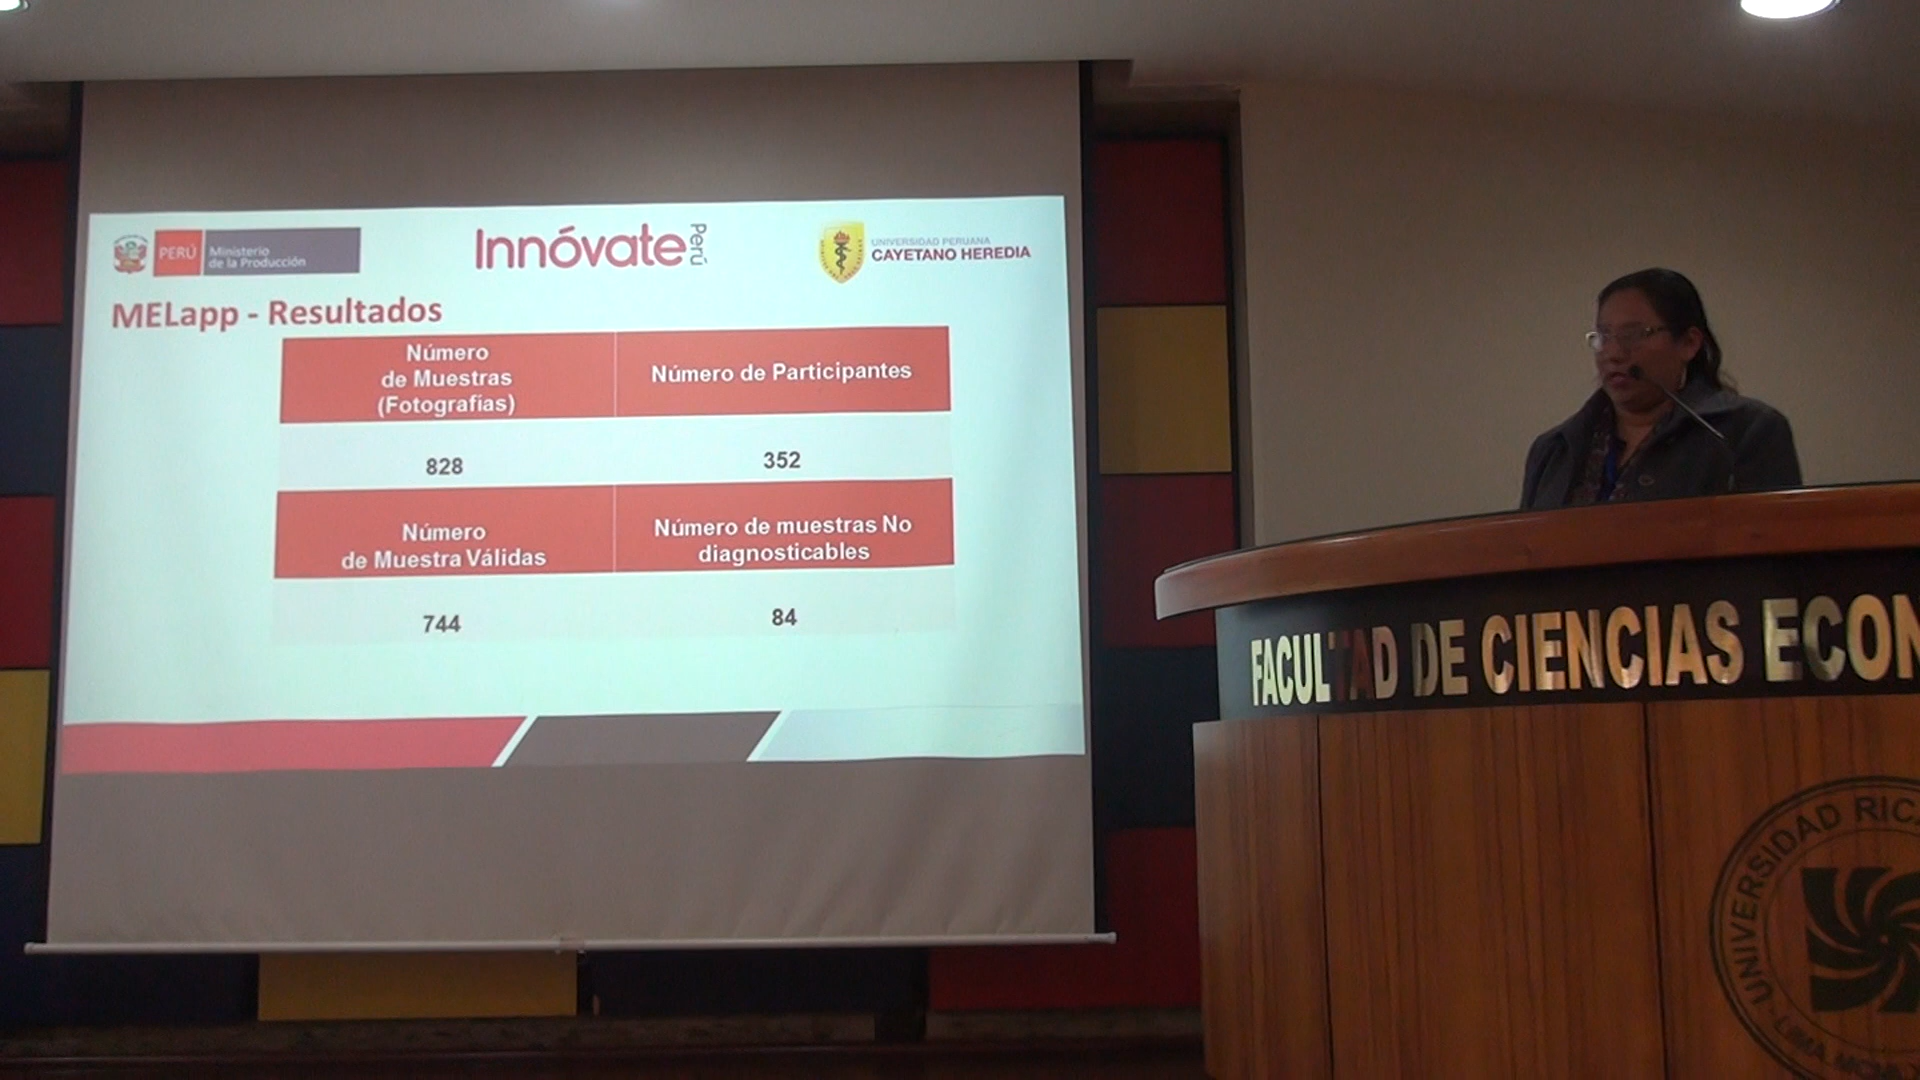 PERÚ
Ministerio
de la Producción
Innóvate
Perú
UNIVERSIDAD PERUANA
CAYETANO HEREDIA
MELapp - Resultados
Número
de Muestras
(Fotografías)
Número de Participantes
828
352
Número
de Muestra Válidas
Número de muestras No
diagnosticables
744
84
FACULTAD DE CIENCIAS ECON
UNIVERSIDAD RIC
LIMA